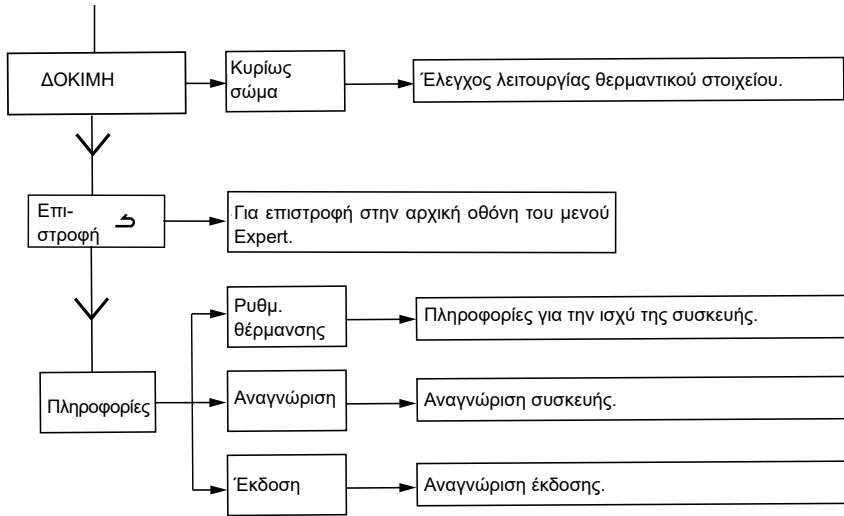 ΔΟΚΙΜΗ
Κυρίως
σώμα
Έλεγχος λειτουργίας θερμαντικού στοιχείου.
Επι-
στροφή
Για επιστροφή στην αρχική οθόνη του μενού
Expert.
Πληροφορίες
Ρυθμ.
θέρμανσης
Πληροφορίες για την ισχύ της συσκευής.
Αναγνώριση
Αναγνώριση συσκευής.
Έκδοση
Αναγνώριση έκδοσης.